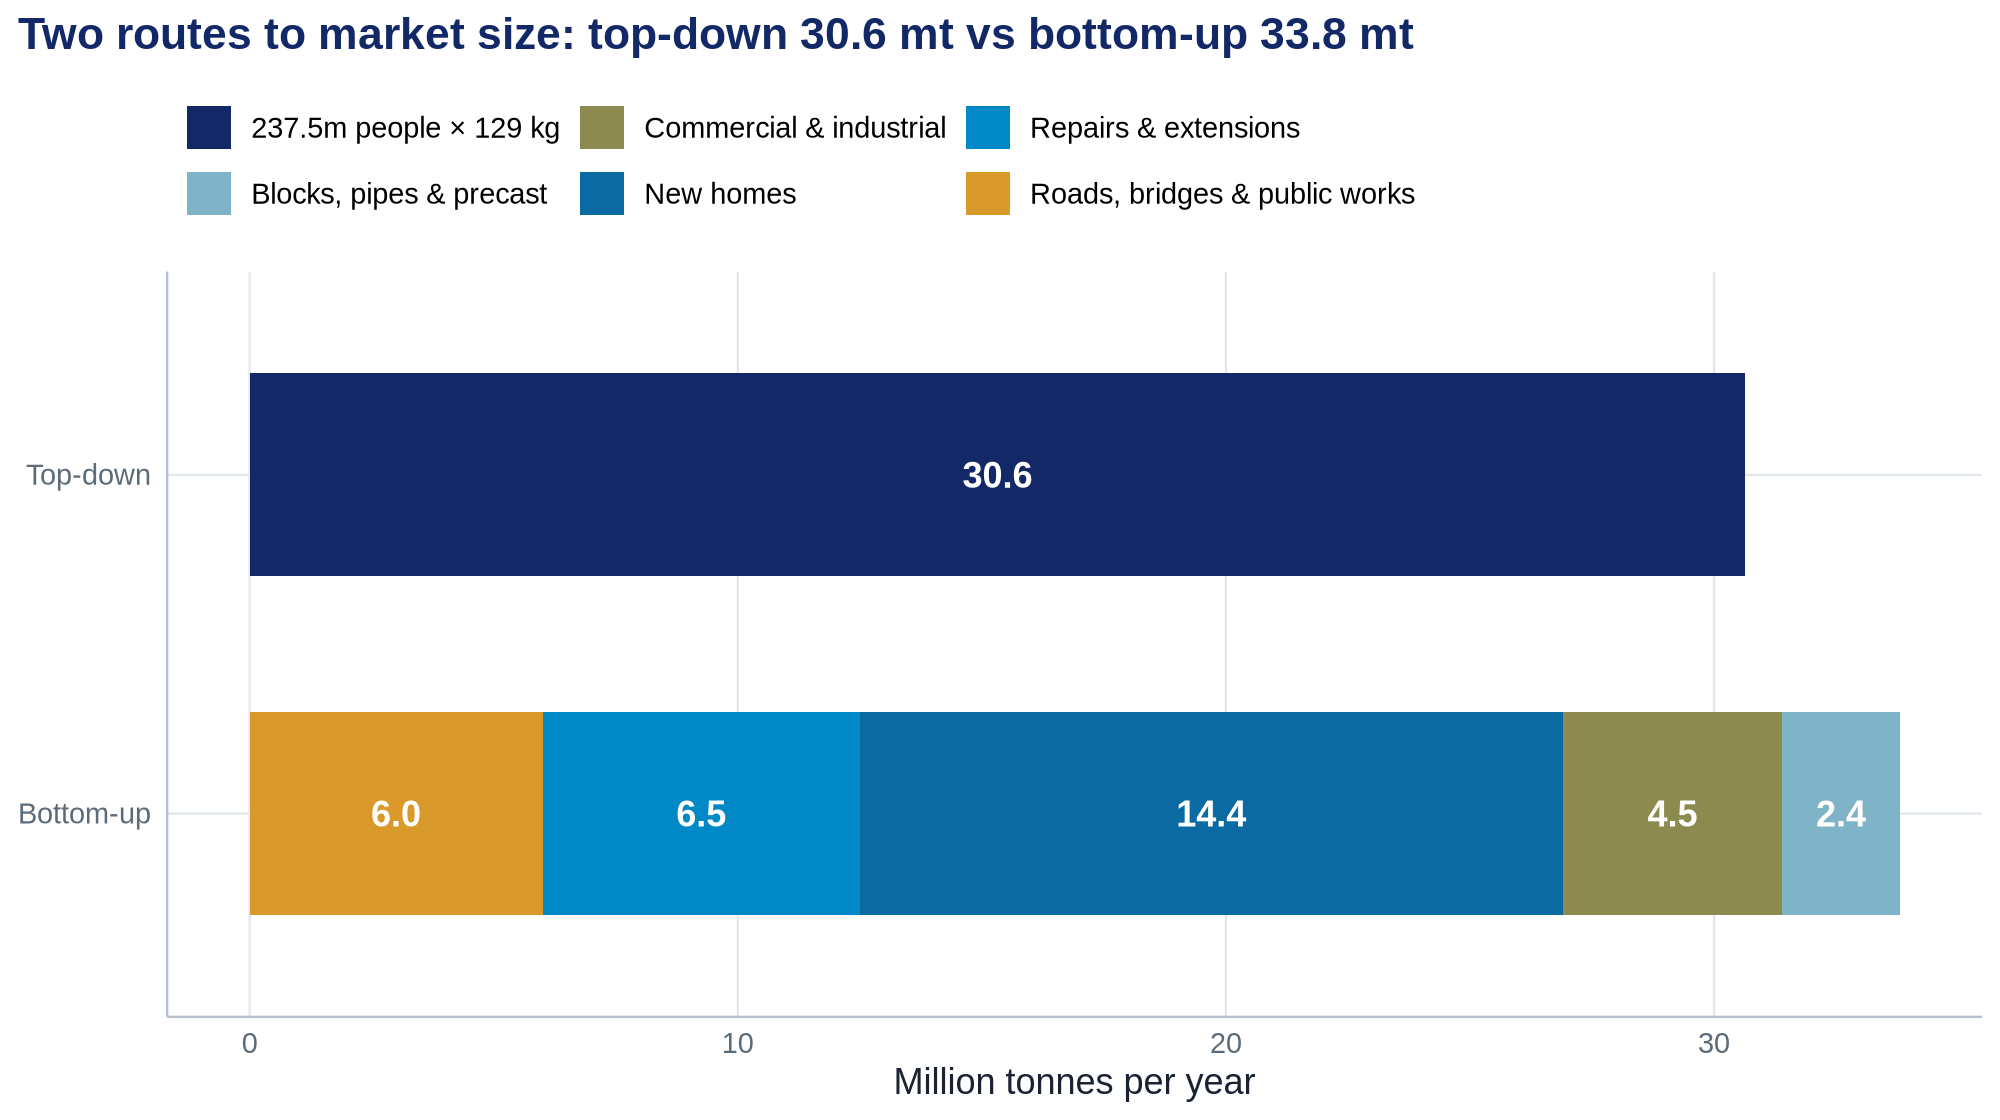 Two routes to market size: top-down 30.6 mt vs bottom-up 33.8 mt
237.5m people × 129 kg
Commercial & industrial
Repairs & extensions
Blocks, pipes & precast
New homes
Roads, bridges & public works
Top-down
30.6
Bottom-up
6.0
6.5
14.4
4.5
2.4
0
10
20
30
Million tonnes per year